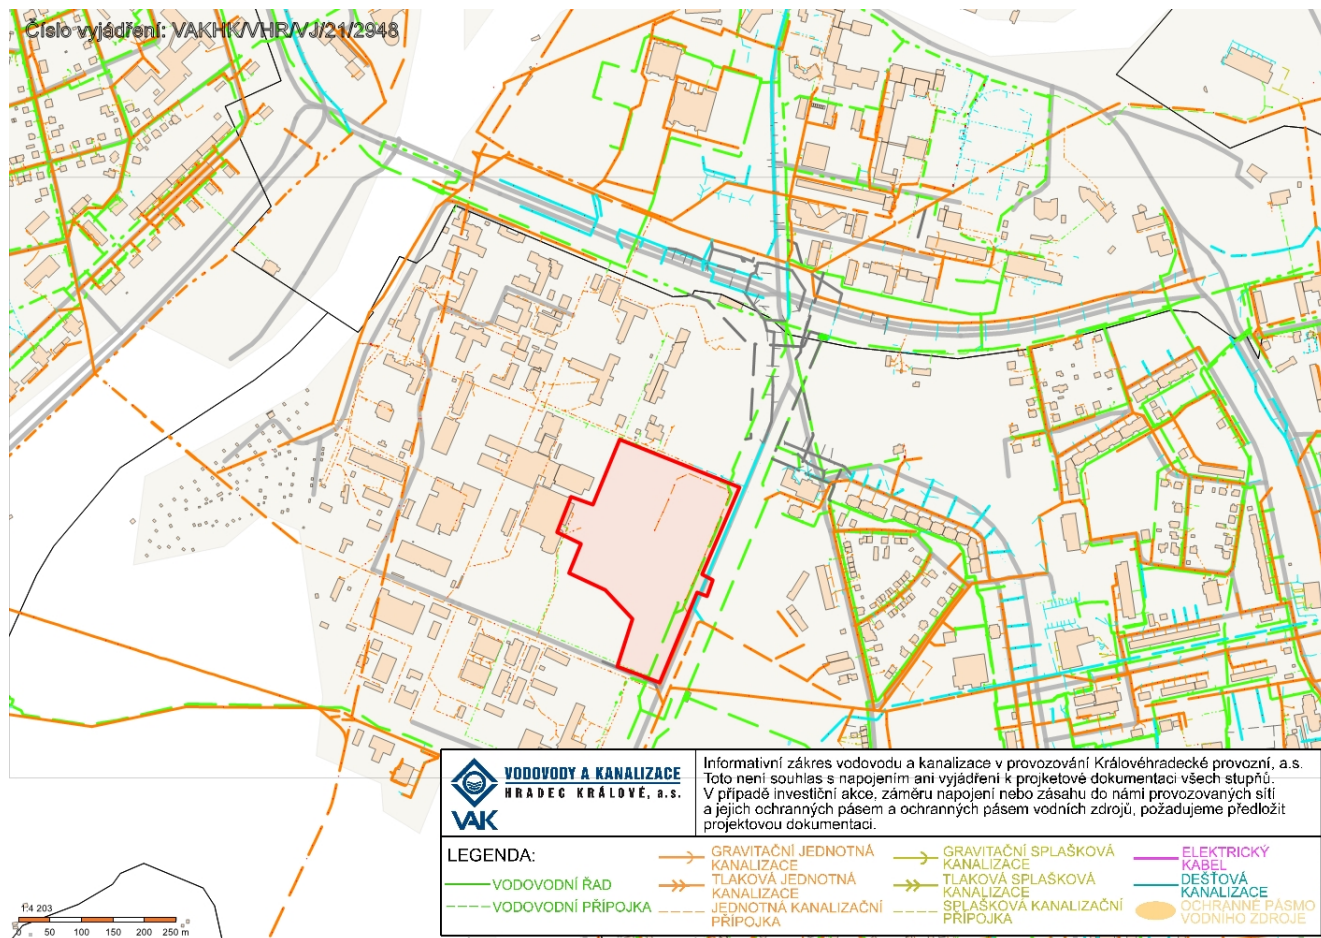 Číslo vyjádření: VAKHK/VHR/VJ/21/2948
VODOVODY A KANALIZACE
HRADEC KRÁLOVÉ, a.s.
VAK
Informativní zákres vodovodu a kanalizace v provozování Královéhradecké provozní, a.s.
Toto není souhlas s napojením ani vyjádření k projketové dokumentaci všech stupňů.
V případě investiční akce, záměru napojení nebo zásahu do námi provozovaných sítí
a jejich ochranných pásem a ochranných pásem vodních zdrojů, požadujeme předložit
projektovou dokumentaci.
LEGENDA:
VODOVODNÍ ŘAD
VODOVODNÍ PŘÍPOJKA
GRAVITAČNÍ JEDNOTNÁ
KANALIZACE
TLAKOVÁ JEDNOTNÁ
KANALIZACE
JEDNOTNÁ KANALIZAČNÍ
PŘÍPOJKA
GRAVITAČNÍ SPLAŠKOVÁ
KANALIZACE
TLAKOVÁ SPLAŠKOVÁ
KANALIZACE
SPLAŠKOVÁ KANALIZAČNÍ
PŘÍPOJKA
ELEKTRICKÝ
KABEL
DEŠŤOVÁ
KANALIZACE
OCHRANNÉ PÁSMO
VODNÍHO ZDROJE
1:4 203
0 50 100 150 200 250 m